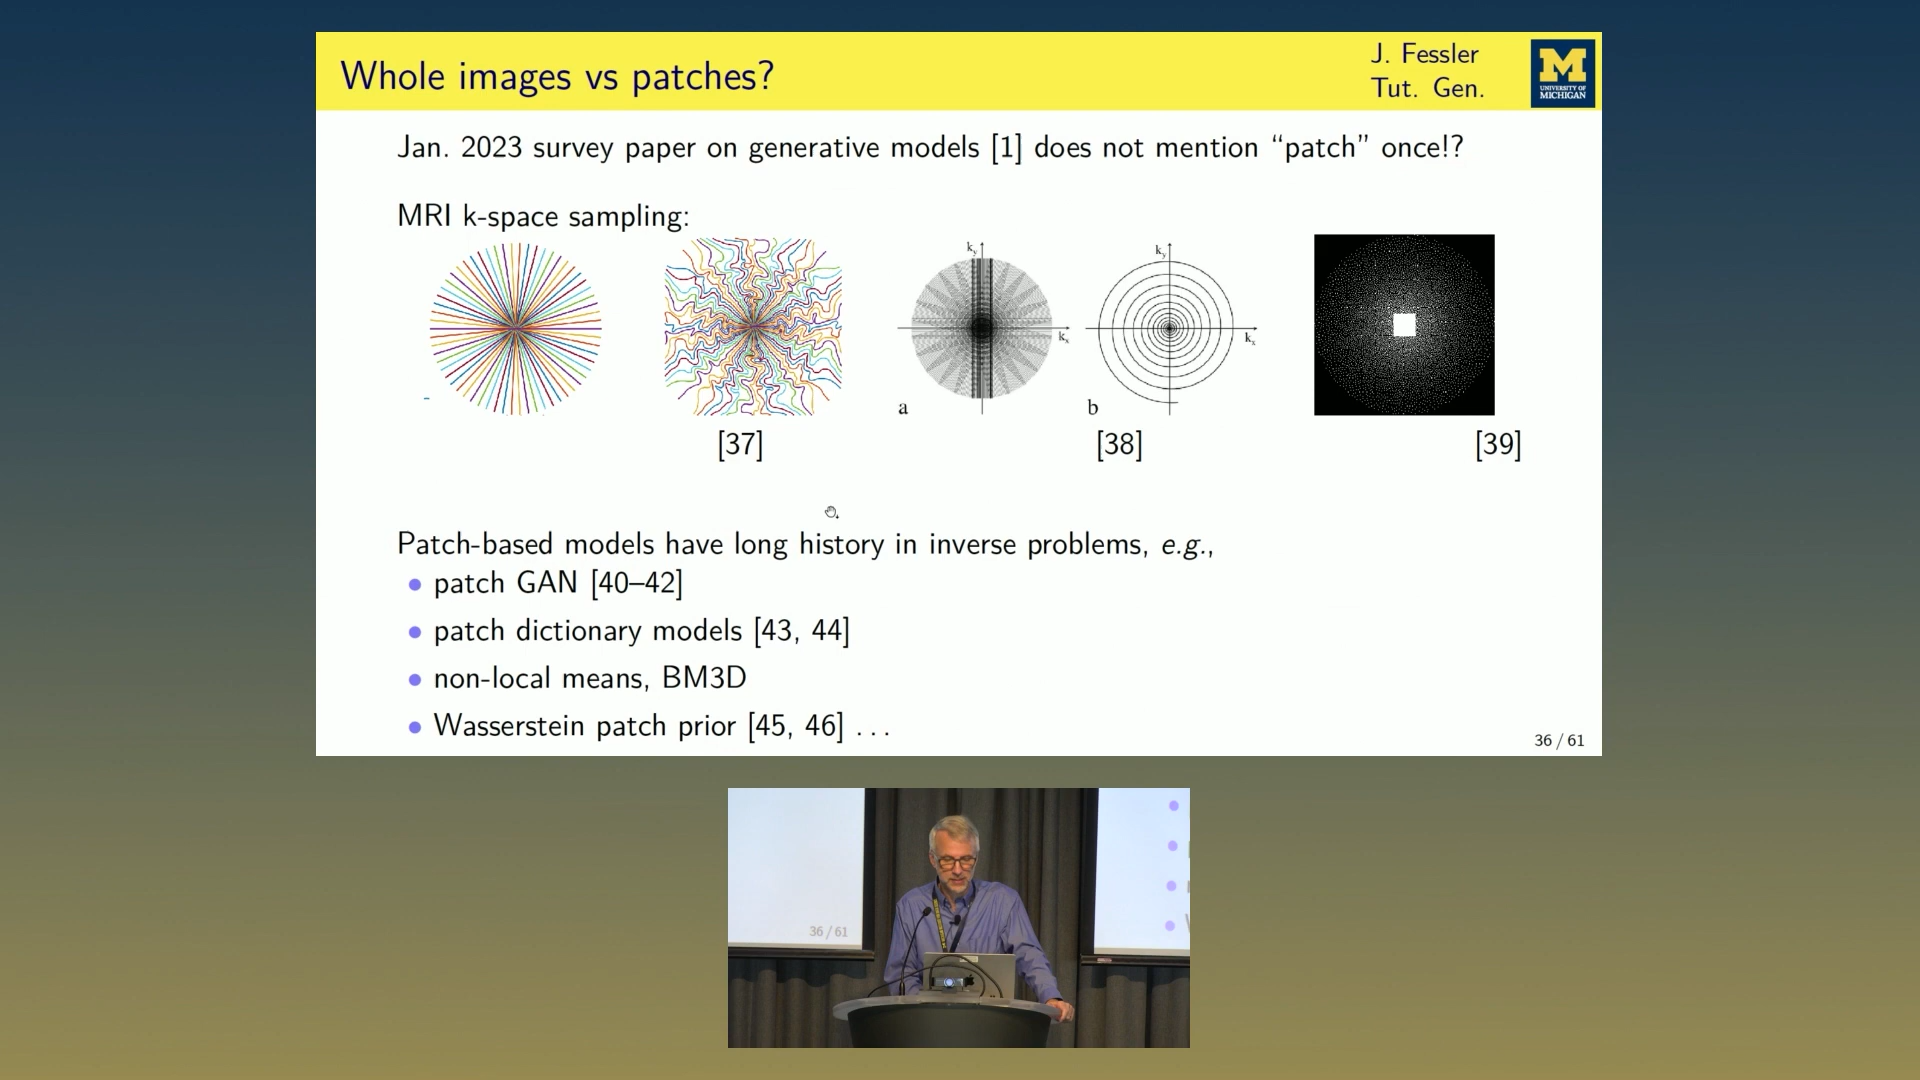 Whole images vs patches?
J. Fessler
Tut. Gen.
M
UNIVERSITY OF
MICHIGAN
Jan. 2023 survey paper on generative models [1] does not mention “patch” once!?
MRI k-space sampling:
ky
kx
a
ky
kx
b
[37]
[38]
[39]
Patch-based models have long history in inverse problems, e.g.,
• patch GAN [40–42]
• patch dictionary models [43, 44]
• non-local means, BM3D
• Wasserstein patch prior [45, 46] . . .
36 / 61
36 / 61